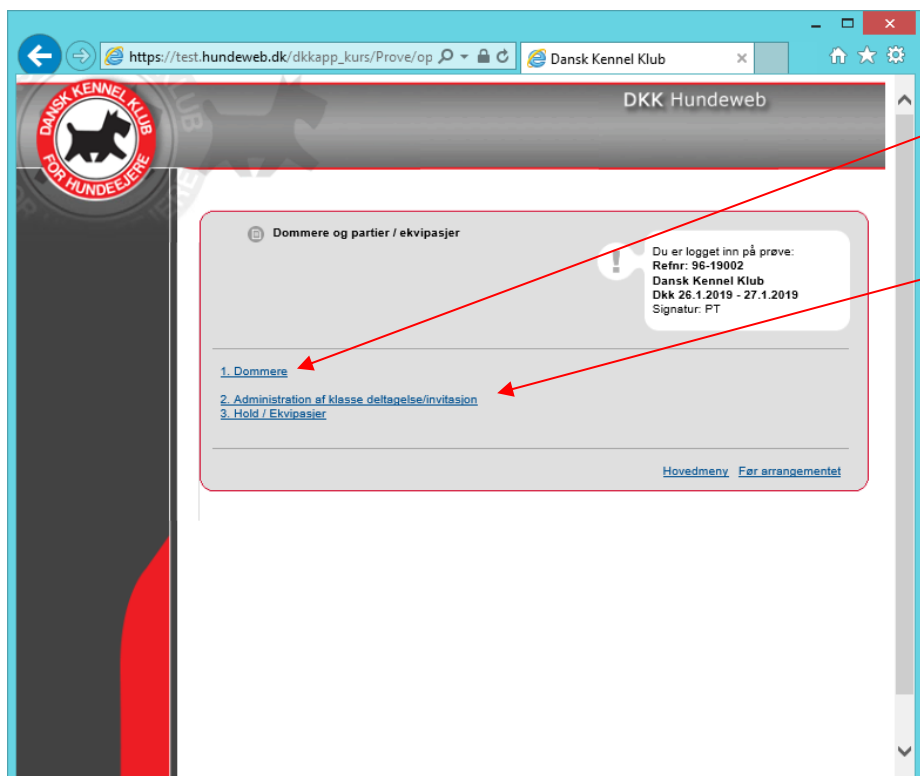 https://test.hundeweb.dk/dkkapp_kurs/Prove/op
Dansk Kennel Klub
DANSK KENNEL KLUB
FOR HUNDEEJERE
DKK Hundeweb
Dommere og partier / ekvipasjer
Du er logget inn på prøve:
Refnr: 96-19002
Dansk Kennel Klub
Dkk 26.1.2019 - 27.1.2019
Signatur: PT
1. Dommere
2. Administration af klasse deltagelse/invitasjon
3. Hold / Ekvipasjer
Hovedmeny Før arrangementet